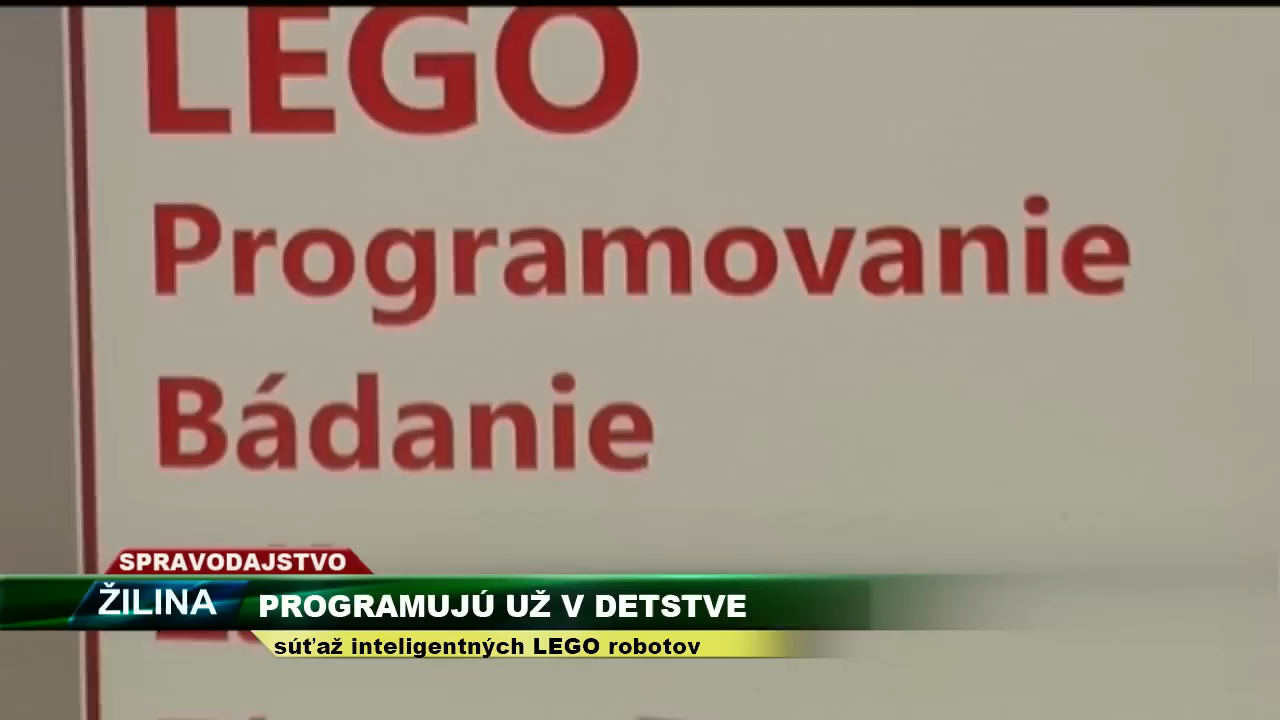 LEGO
Programovanie
Bádanie
SPRAVODAJSTVO
ŽILINA
PROGRAMUJÚ UŽ V DETSTVE
súťaž inteligentných LEGO robotov